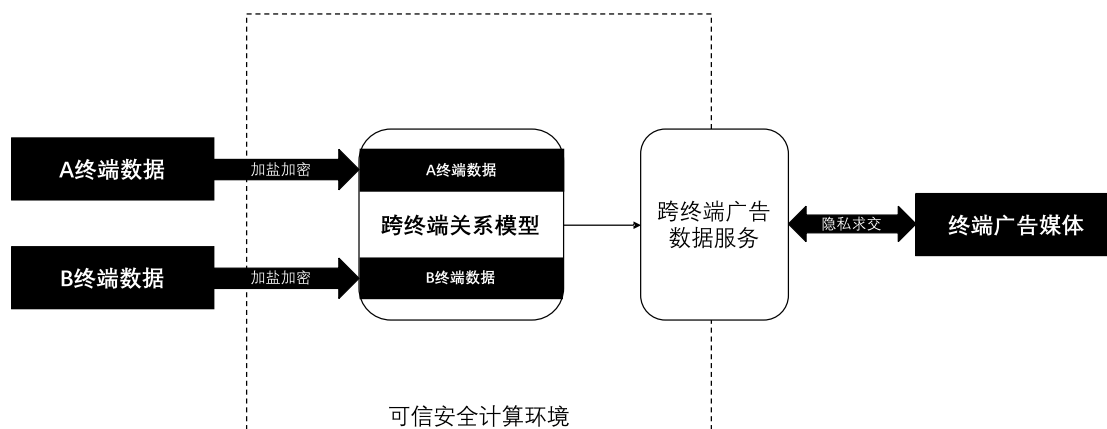 A终端数据
加盐加密
A终端数据
跨终端关系模型
B终端数据
加盐加密
B终端数据
跨终端广告
数据服务
隐私求交
终端广告媒体
可信安全计算环境